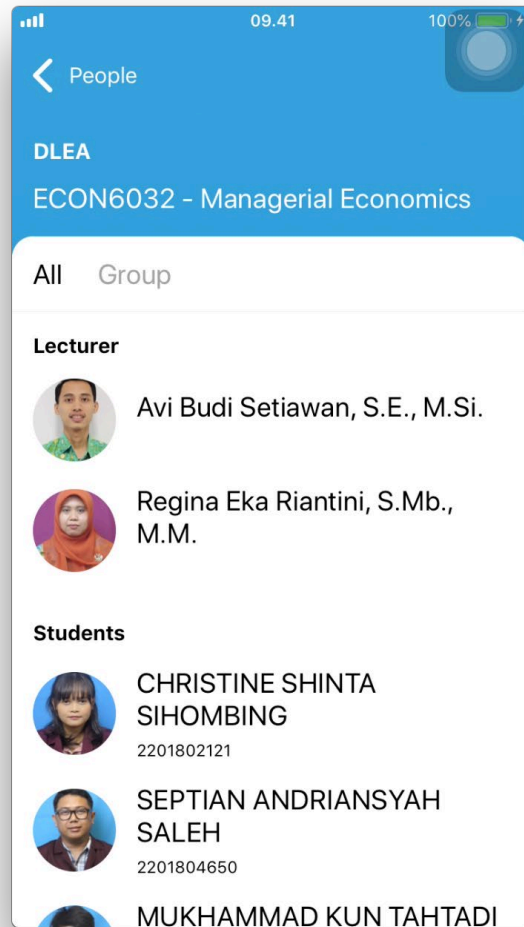 09.41
100%
People
DLEA
ECON6032 - Managerial Economics
All Group
Lecturer
Avi Budi Setiawan, S.E., M.Si.
Regina Eka Riantini, S.Mb.,
M.M.
Students
CHRISTINE SHINTA
SIHOMBING
2201802121
SEPTIAN ANDRIANSYAH
SALEH
2201804650
MUKHAMMAD KUN TAHTADI